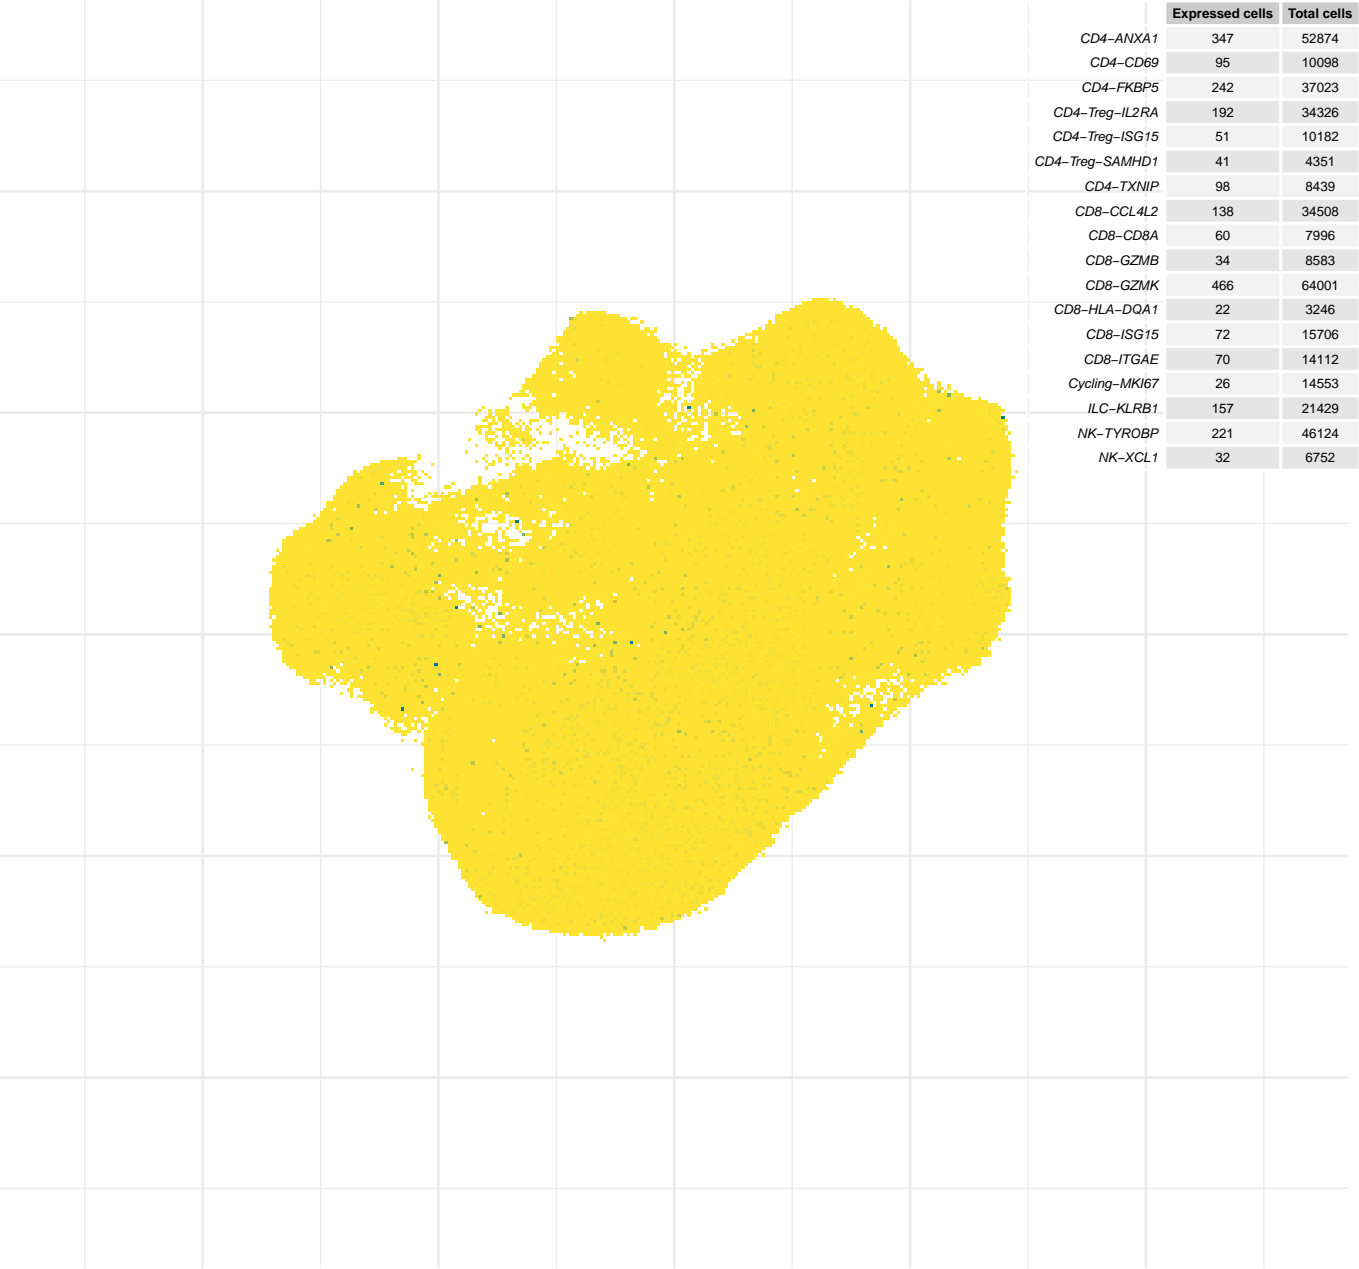 Expressed cells Total cells
CD4−ANXA1 347 52874
CD4−CD69 95 10098
CD4−FKBP5 242 37023
CD4−Treg−IL2RA 192 34326
CD4−Treg−ISG15 51 10182
CD4−Treg−SAMHD1 41 4351
CD4−TXNIP 98 8439
CD8−CCL4L2 138 34508
CD8−CD8A 60 7996
CD8−GZMB 34 8583
CD8−GZMK 466 64001
CD8−HLA−DQA1 22 3246
CD8−ISG15 72 15706
CD8−ITGAE 70 14112
Cycling−MKI67 26 14553
ILC−KLRB1 157 21429
NK−TYROBP 221 46124
NK−XCL1 32 6752